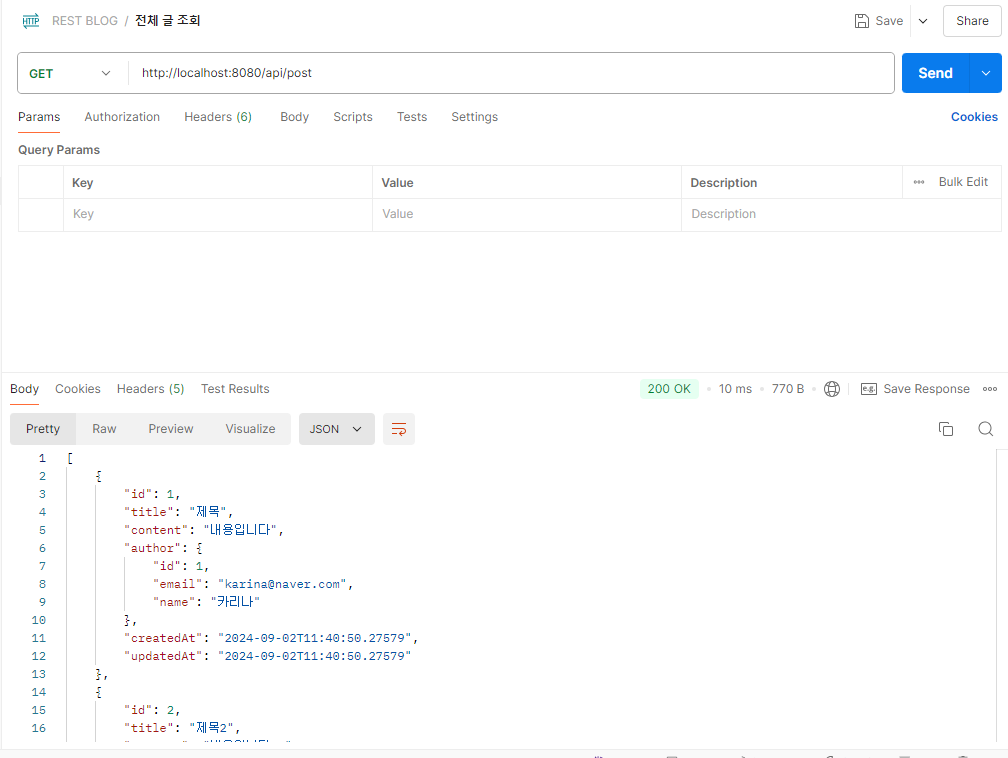 HTTP REST BLOG / 전체 글 조회 Save Share
GET http://localhost:8080/api/post Send
Params Authorization Headers (6) Body Scripts Tests Settings Cookies
Query Params
Key Value Description Bulk Edit
Key Value Description
Body Cookies Headers (5) Test Results 200 OK 10 ms 770 B e.g. Save Response
Pretty Raw Preview Visualize JSON
1 [
2 {
3 "id": 1,
4 "title": "제목",
5 "content": "내용입니다",
6 "author": {
7 "id": 1,
8 "email": "karina@naver.com",
9 "name": "카리나"
10 },
11 "createdAt": "2024-09-02T11:40:50.27579",
12 "updatedAt": "2024-09-02T11:40:50.27579"
13 },
14 {
15 "id": 2,
16 "title": "제목2",